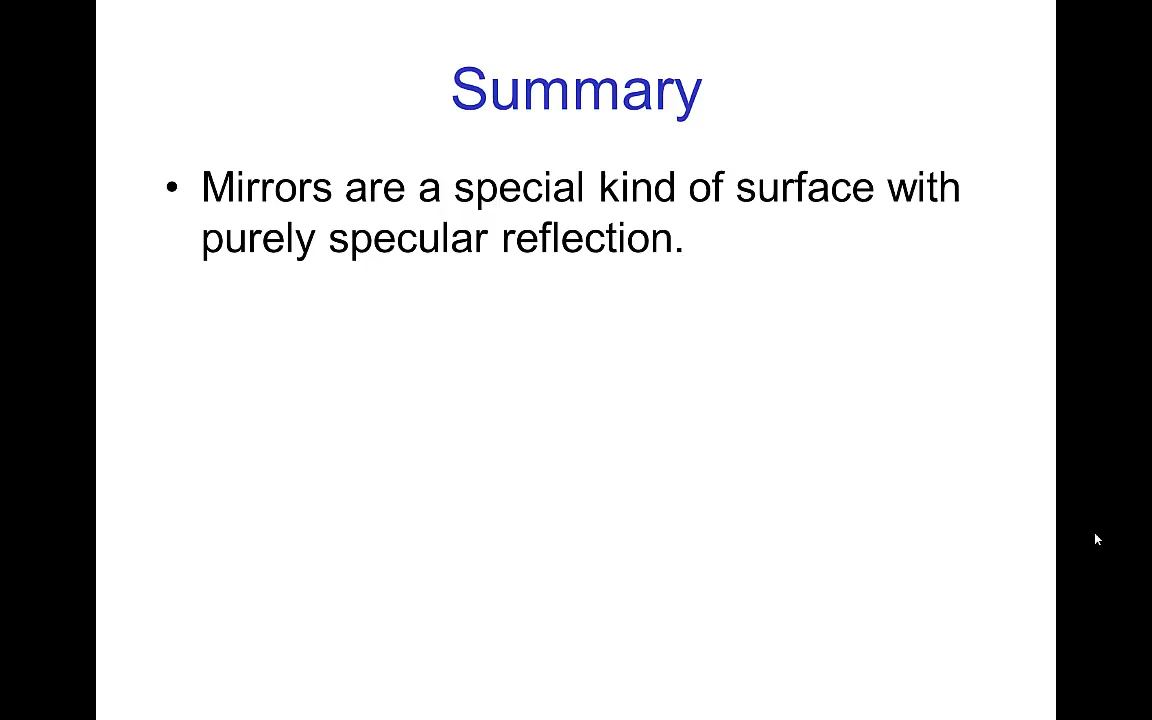 Summary
• Mirrors are a special kind of surface with
purely specular reflection.